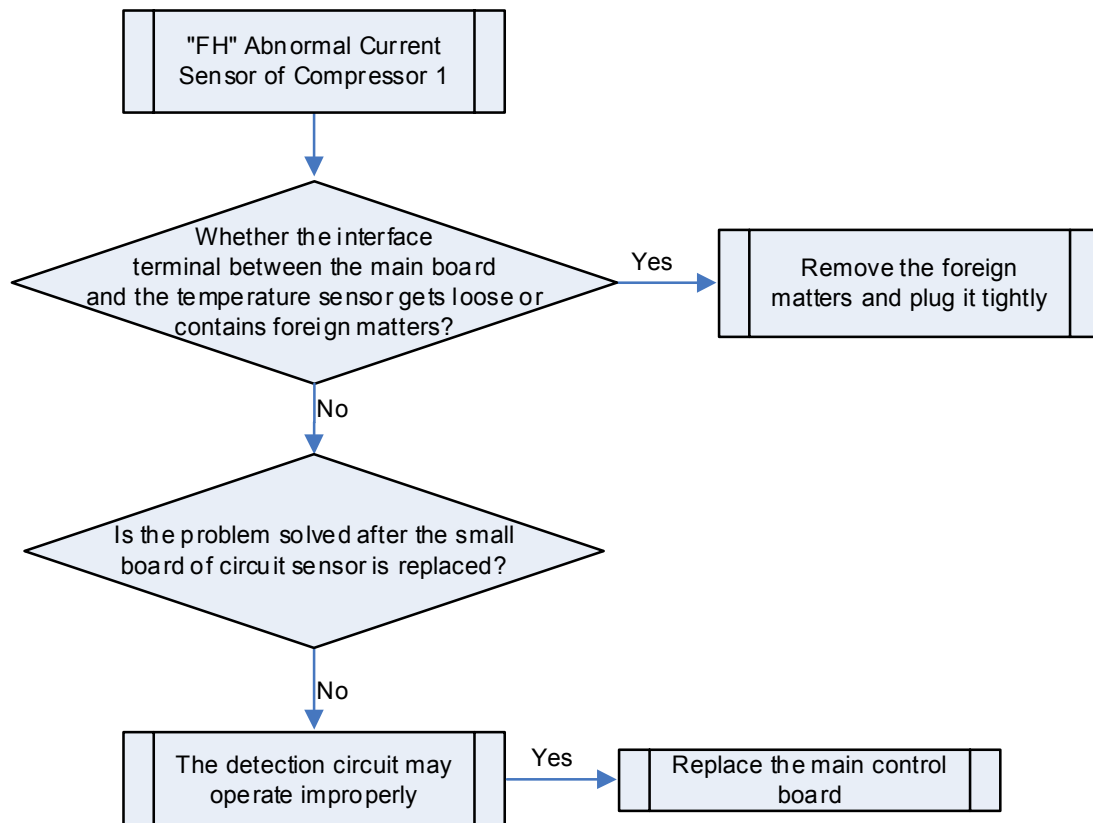 "FH" Abnormal Current
Sensor of Compressor 1
Whether the interface
terminal between the main board
and the temperature sensor gets loose or
contains foreign matters?
Yes
Remove the foreign
matters and plug it tightly
No
Is the problem solved after the small
board of circuit sensor is replaced?
No
The detection circuit may
operate improperly
Yes
Replace the main control
board